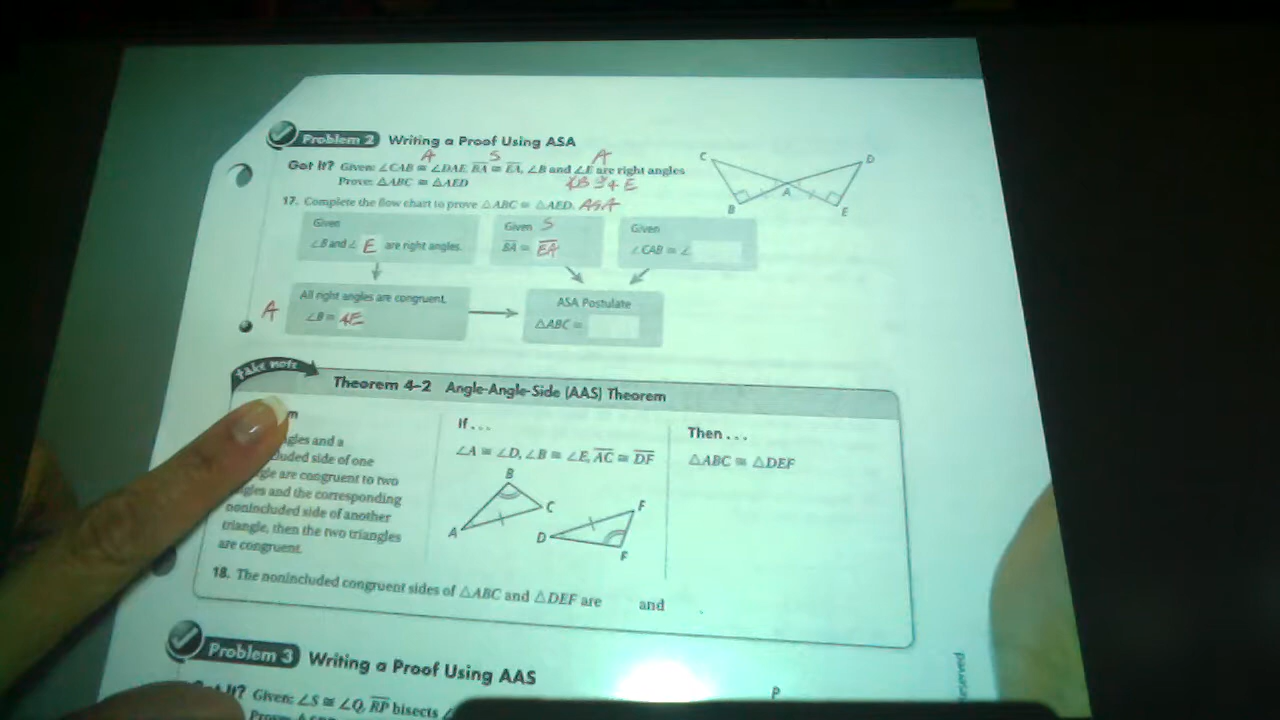 Problem 2 Writing a Proof Using ASA
A S A
Got It? Given: ∠CAB ≅ ∠DAE, BA ≅ EA, ∠B and ∠E are right angles
∡B ≅ ∡E
Prove: △ABC ≅ △AED
17. Complete the flow chart to prove △ABC ≅ △AED. ASA
C D A B E
Given
∠B and ∠ E are right angles.
Given S
BA ≅ EA
Given
∠CAB ≅ ∠
A
All right angles are congruent.
∠B ≅ ∡E
ASA Postulate
△ABC ≅
take note
Theorem 4–2 Angle-Angle-Side (AAS) Theorem
If . . .
∠A ≅ ∠D, ∠B ≅ ∠E, AC ≅ DF
B
C
A
F
D
Then . . .
△ABC ≅ △DEF
and a
side of one
are congruent to two
and the corresponding
nonincluded side of another
triangle, then the two triangles
are congruent.
18. The nonincluded congruent sides of △ABC and △DEF are and .
Problem 3 Writing a Proof Using AAS
It? Given: ∠S ≅ ∠Q, RP bisects
P